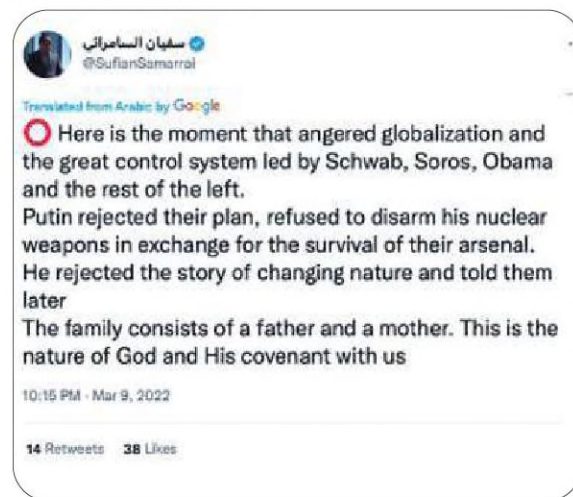 سفيان السامرائي
@SufianSamarrai
Translated from Arabic by Google
Here is the moment that angered globalization and
the great control system led by Schwab, Soros, Obama
and the rest of the left.
Putin rejected their plan, refused to disarm his nuclear
weapons in exchange for the survival of their arsenal.
He rejected the story of changing nature and told them
later
The family consists of a father and a mother. This is the
nature of God and His covenant with us
10:15 PM · Mar 9, 2022
14 Retweets 38 Likes